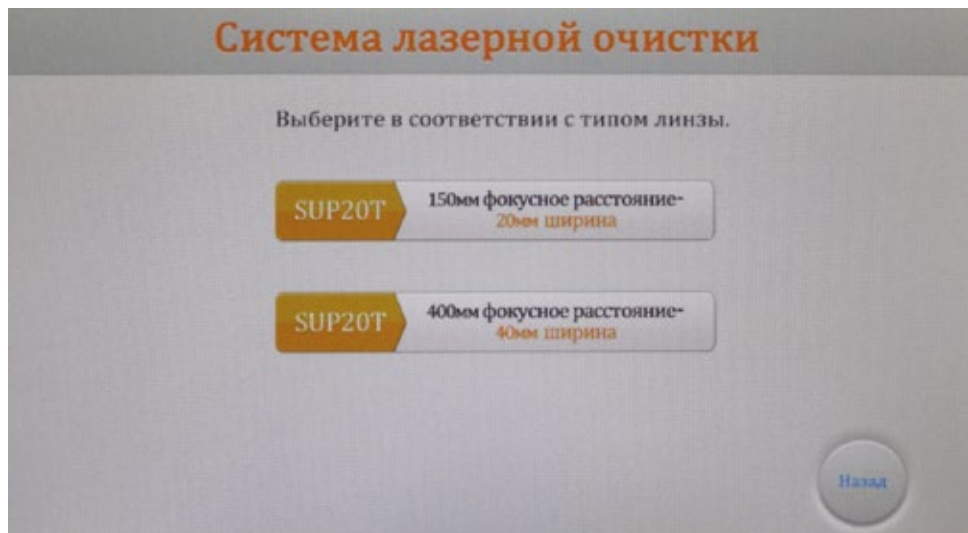 Система лазерной очистки
Выберите в соответствии с типом линзы.
SUP20T
150мм фокусное расстояние-
20мм ширина
SUP20T
400мм фокусное расстояние-
40мм ширина
Назад